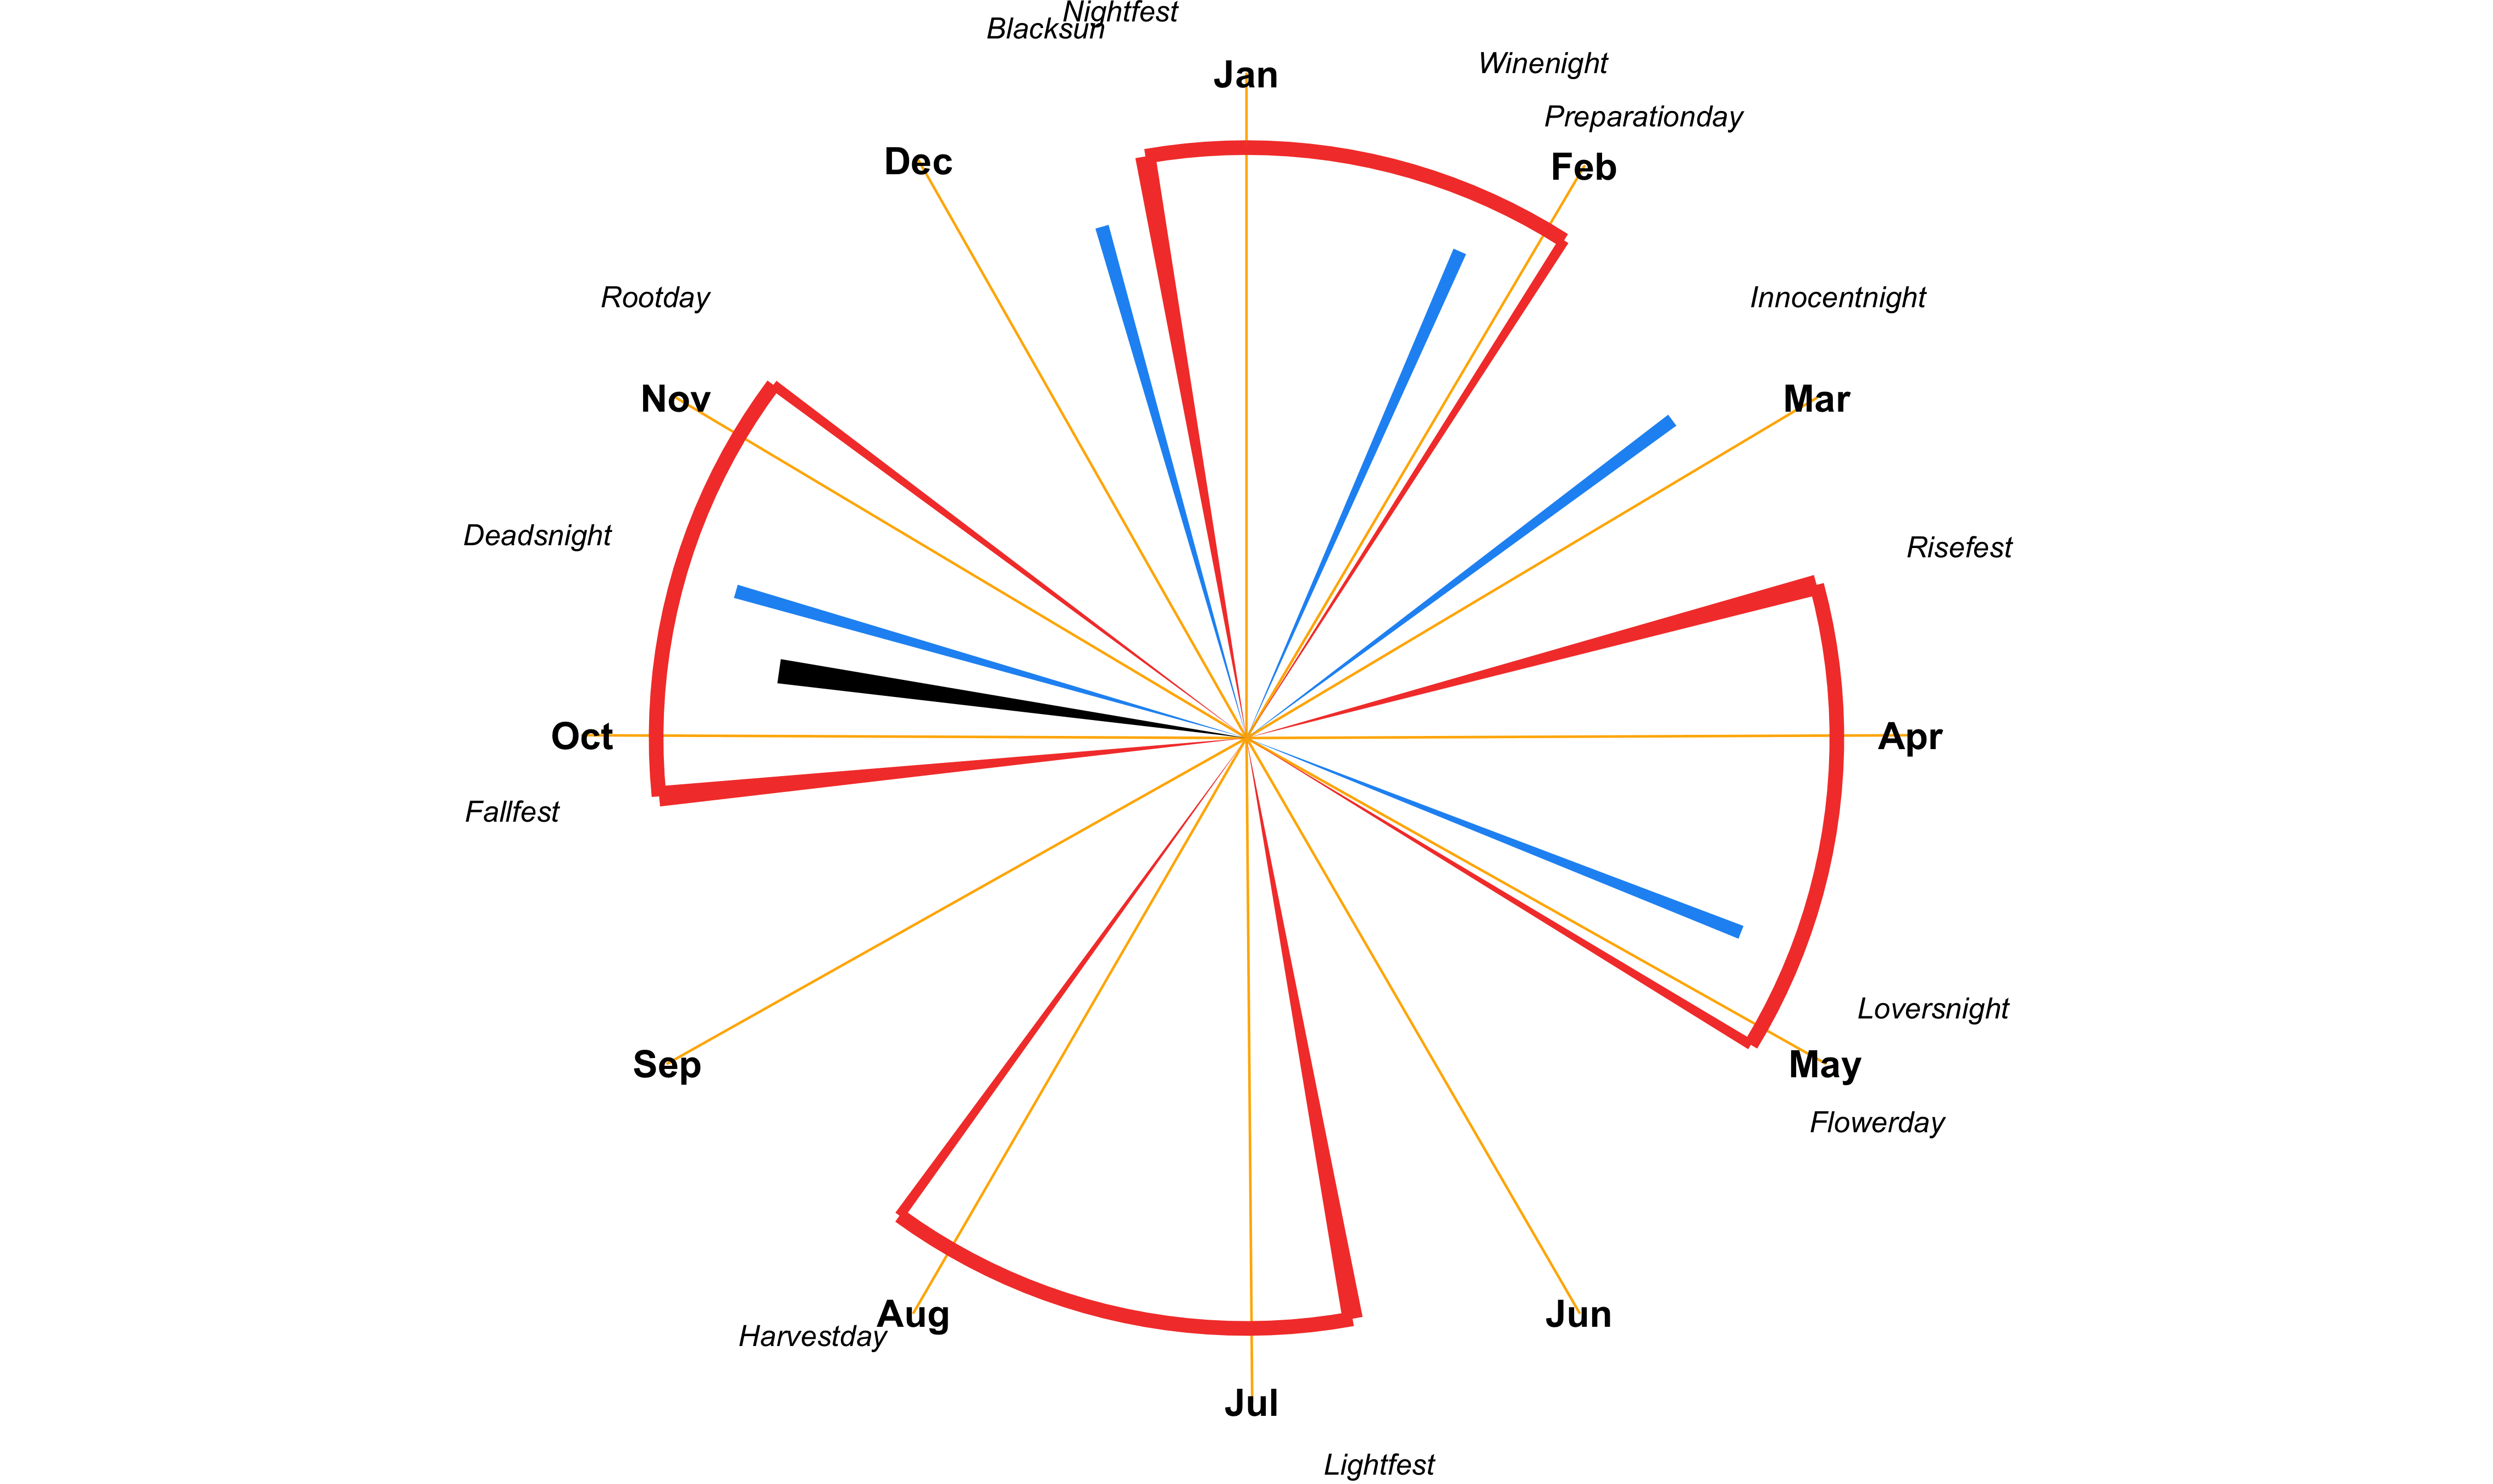 Nightfest
Blacksun
Winenight
Jan
Preparationday
Dec
Feb
Rootday
Innocentnight
Nov
Mar
Deadsnight
Risefest
Oct
Apr
Fallfest
Loversnight
Sep
May
Flowerday
Aug
Jun
Harvestday
Jul
Lightfest